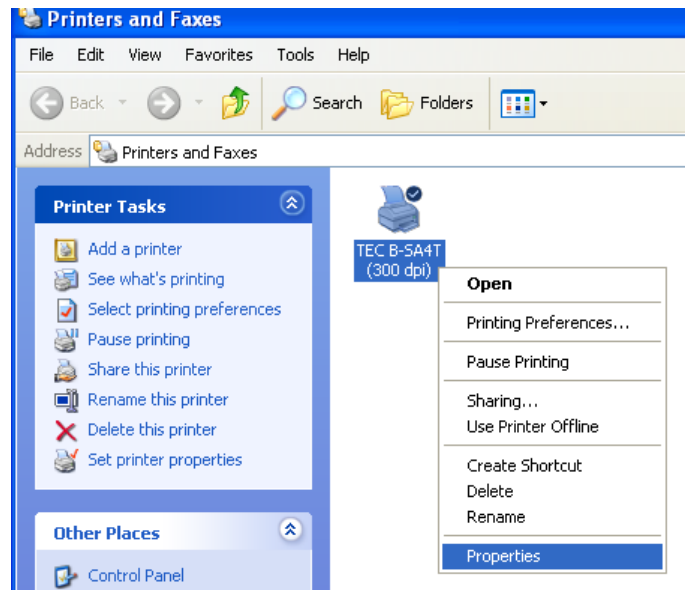 Printers and Faxes
File Edit View Favorites Tools Help
Back Search Folders
Address Printers and Faxes
Printer Tasks
Add a printer
See what's printing
Select printing preferences
Pause printing
Share this printer
Rename this printer
Delete this printer
Set printer properties
Other Places
Control Panel
TEC B-SA4T
(300 dpi)
Open
Printing Preferences...
Pause Printing
Sharing...
Use Printer Offline
Create Shortcut
Delete
Rename
Properties